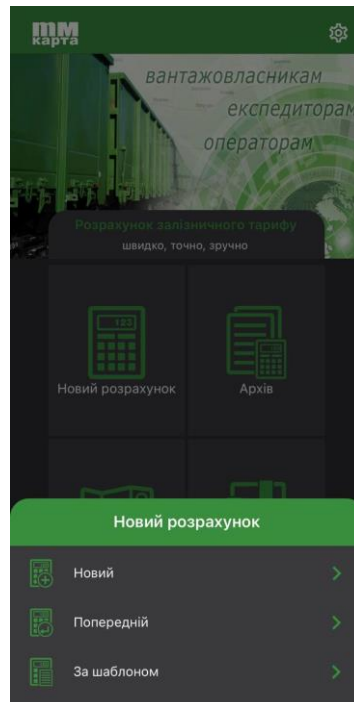 ТМ
карта
вантажовласникам
експедиторам
операторам
Розрахунок залізничного тарифу
швидко, точно, зручно
123
Новий розрахунок
Архів
Новий розрахунок
Новий
Попередній
За шаблоном